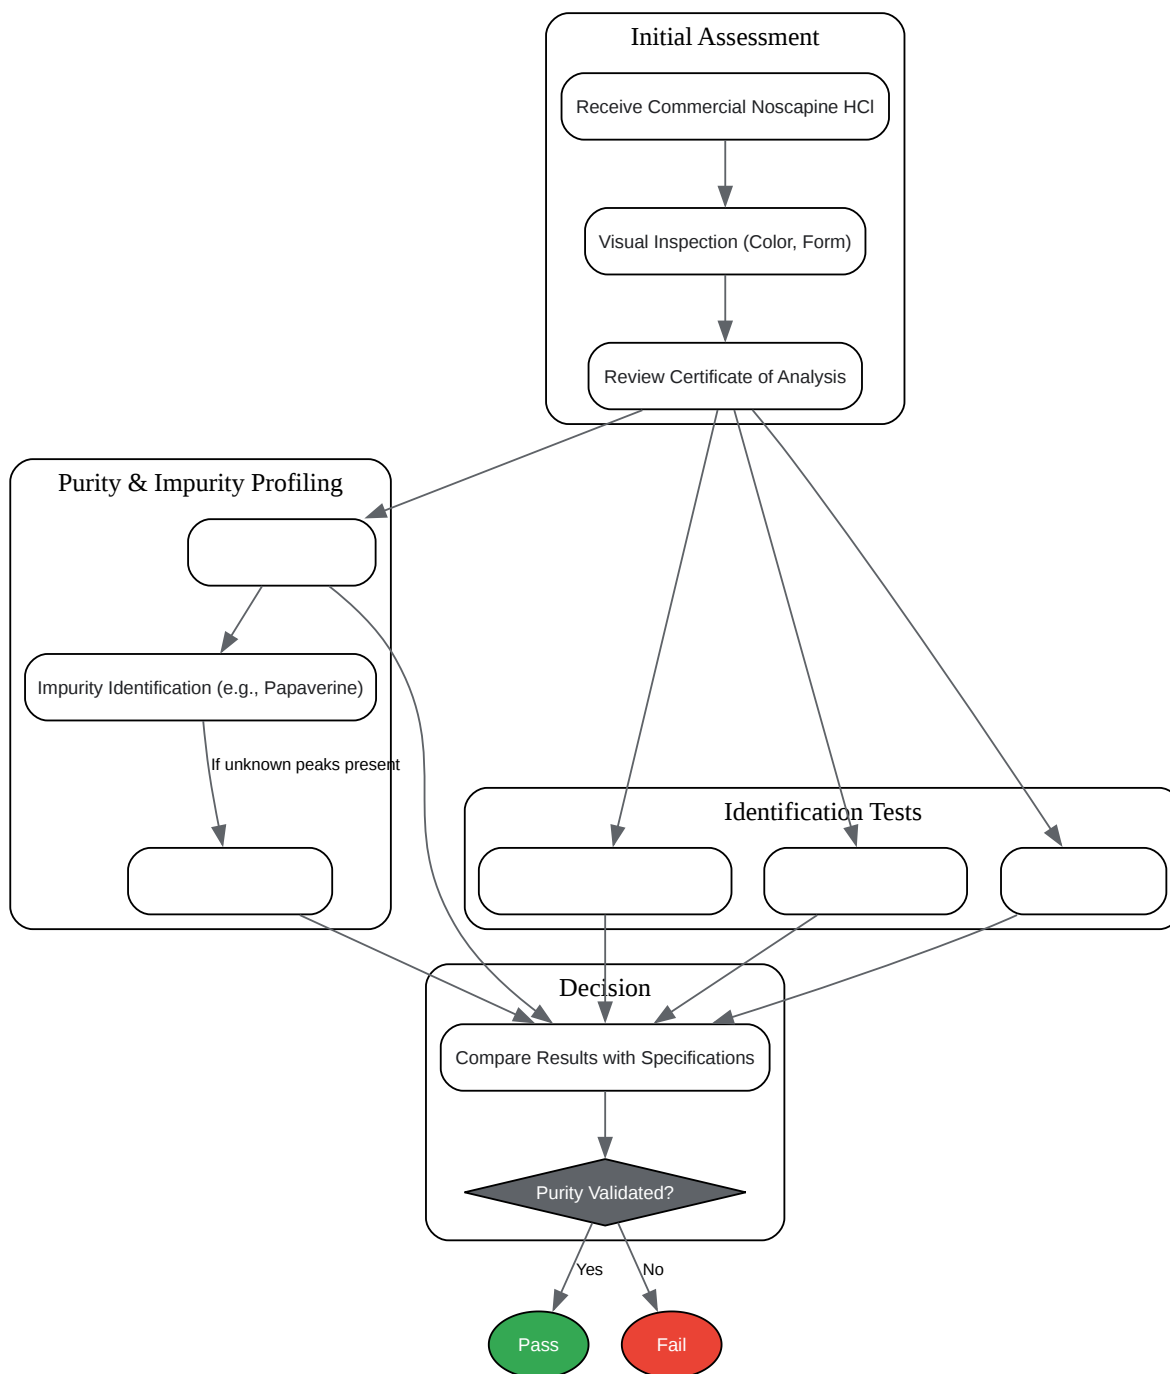 Initial Assessment
Receive Commercial Noscapine HCl
Visual Inspection (Color, Form)
Review Certificate of Analysis
Purity & Impurity Profiling
Impurity Identification (e.g., Papaverine)
If unknown peaks present
Identification Tests
Decision
Compare Results with Specifications
Purity Validated?
Yes
No
Pass
Fail